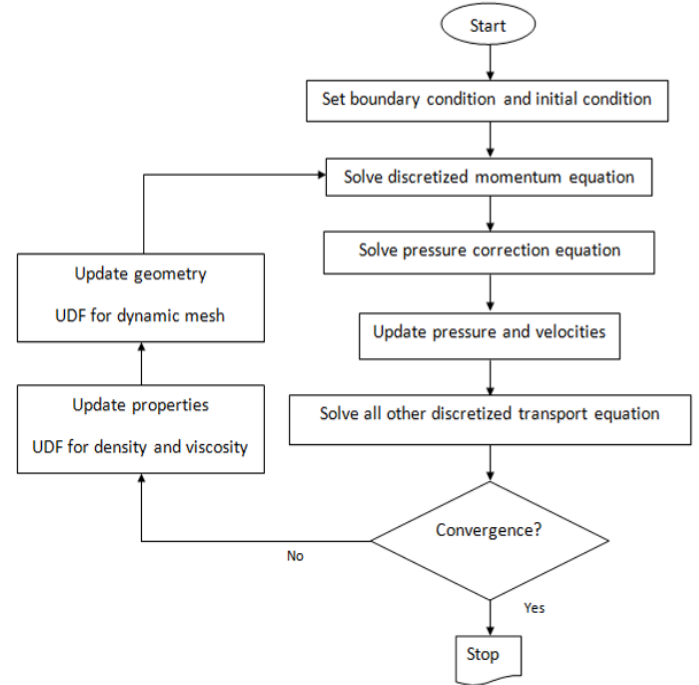 Start
Set boundary condition and initial condition
Solve discretized momentum equation
Solve pressure correction equation
Update pressure and velocities
Solve all other discretized transport equation
Convergence?
No
Yes
Stop
Update properties
UDF for density and viscosity
Update geometry
UDF for dynamic mesh